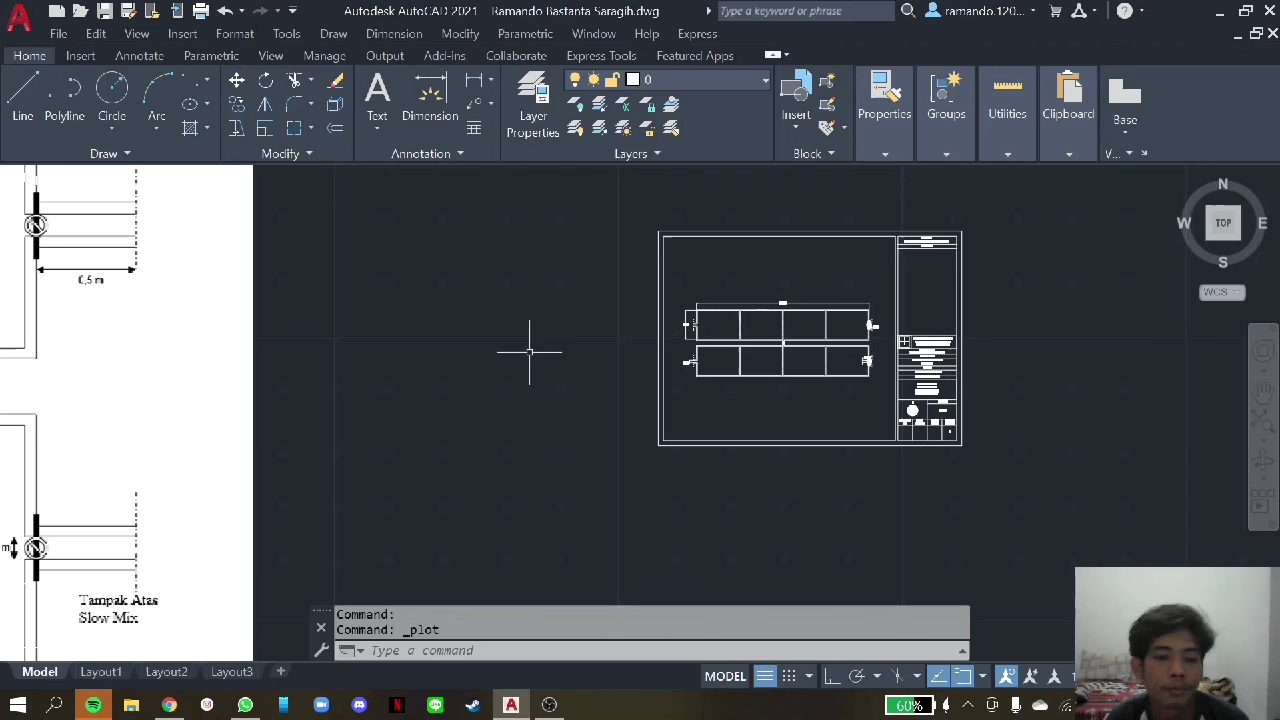 Autodesk AutoCAD 2021 Ramando Bastanta Saragih.dwg
Type a keyword or phrase
ramando.120...
File Edit View Insert Format Tools Draw Dimension Modify Parametric Window Help Express
Home Insert Annotate Parametric View Manage Output Add-ins Collaborate Express Tools Featured Apps
0
Line Polyline Circle Arc
Text Dimension
Layer
Properties
Insert
Properties Groups Utilities Clipboard Base
Draw Modify Annotation Layers Block V...
N
W TOP E
S
WCS
N
0,5 m
m
N
Tampak Atas
Slow Mix
Command:
Command: _plot
Type a command
Model Layout1 Layout2 Layout3
MODEL
60%